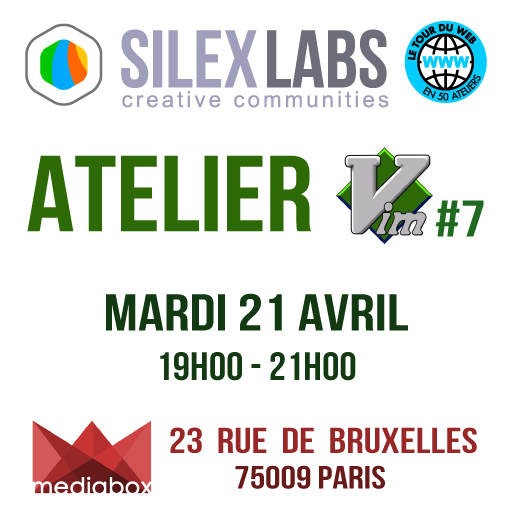 SILEX LABS
creative communities
LE TOUR DU WEB
WWW
EN 50 ATELIERS
ATELIER Vim #7
MARDI 21 AVRIL
19H00 - 21H00
mediabox
23 RUE DE BRUXELLES
75009 PARIS